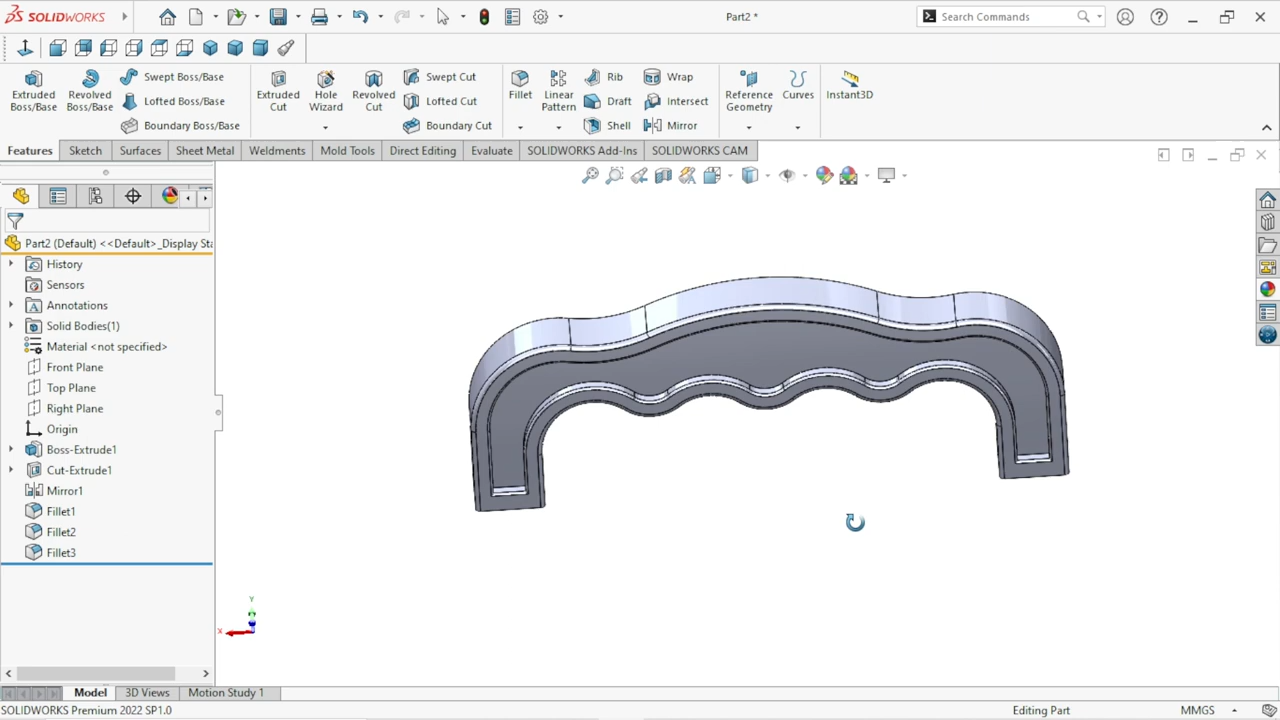 SOLIDWORKS
Part2 *
Search Commands
Extruded Boss/Base
Revolved Boss/Base
Swept Boss/Base
Lofted Boss/Base
Boundary Boss/Base
Extruded Cut
Hole Wizard
Revolved Cut
Swept Cut
Lofted Cut
Boundary Cut
Fillet
Linear Pattern
Rib
Draft
Shell
Wrap
Intersect
Mirror
Reference Geometry
Curves
Instant3D
Features
Sketch
Surfaces
Sheet Metal
Weldments
Mold Tools
Direct Editing
Evaluate
SOLIDWORKS Add-Ins
SOLIDWORKS CAM
Part2 (Default) <<Default>_Display Sta
History
Sensors
Annotations
Solid Bodies(1)
Material <not specified>
Front Plane
Top Plane
Right Plane
Origin
Boss-Extrude1
Cut-Extrude1
Mirror1
Fillet1
Fillet2
Fillet3
Y
X
Model
3D Views
Motion Study 1
SOLIDWORKS Premium 2022 SP1.0
Editing Part
MMGS